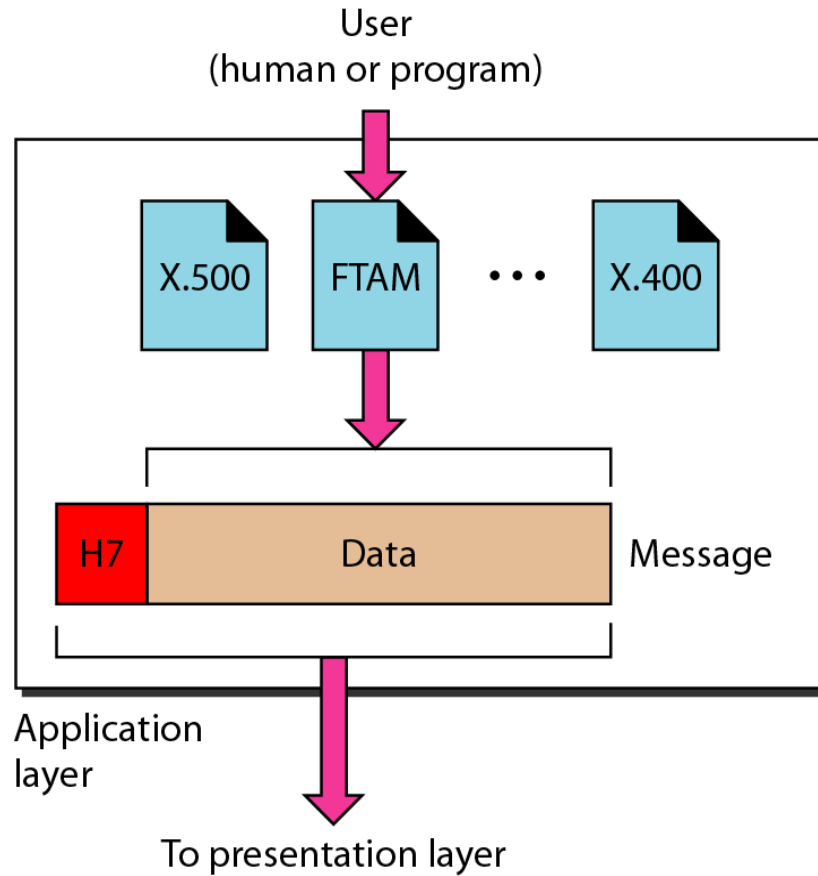 User
(human or program)
X.500 FTAM ... X.400
H7 Data Message
Application
layer
To presentation layer